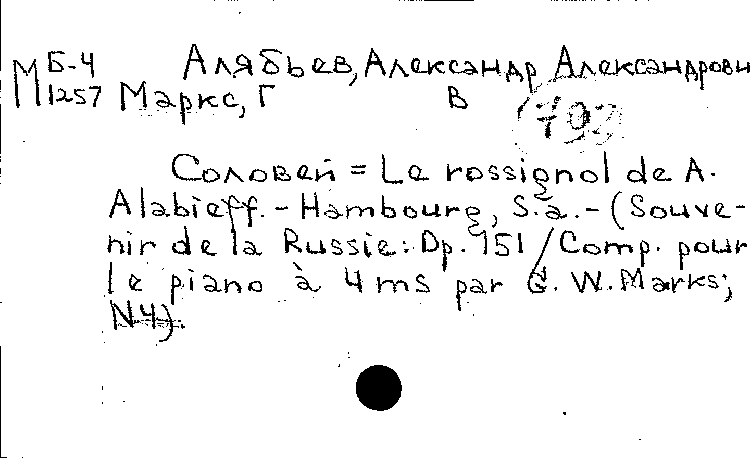 М Б-4 Алябьев, Александр Александрови
1257 Маркс, Г В
793
Соловей = Le rossignol de A.
Alabieff. - Hambourg, S.a. - (Souve-
nir de la Russie: Op. 151 / Comp. pour
le piano à 4 ms par G. W. Marks;
N4).